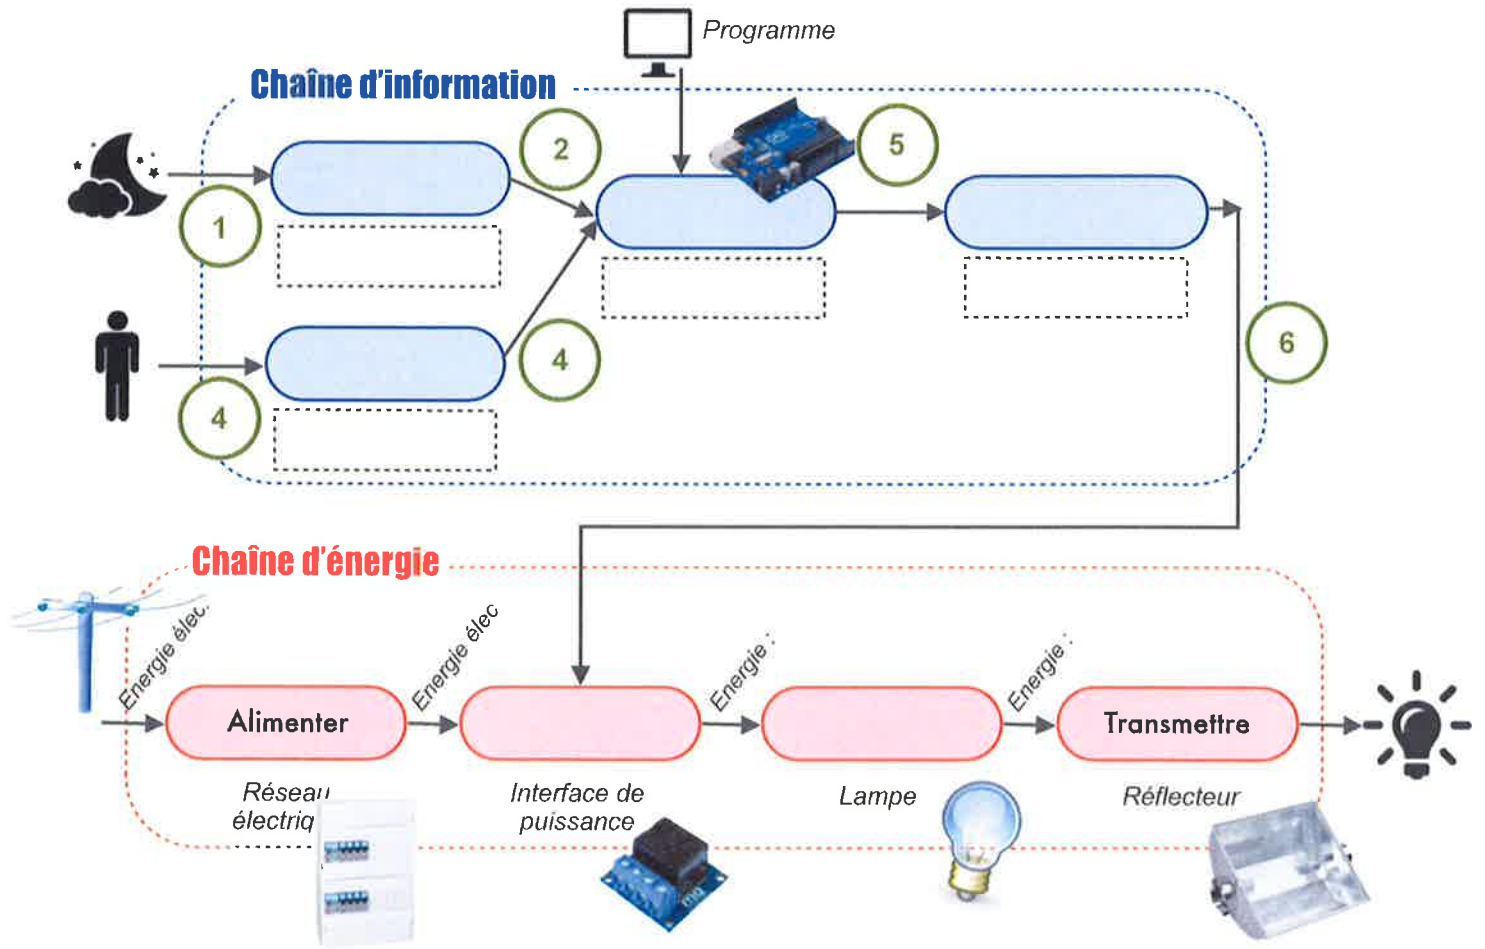 Programme
Chaîne d'information
1
2
5
4
4
6
Chaîne d'énergie
Energie élec.
Energie élec
Energie :
Energie :
Alimenter
Transmettre
Réseau
électriq
Interface de
puissance
Lampe
Réflecteur